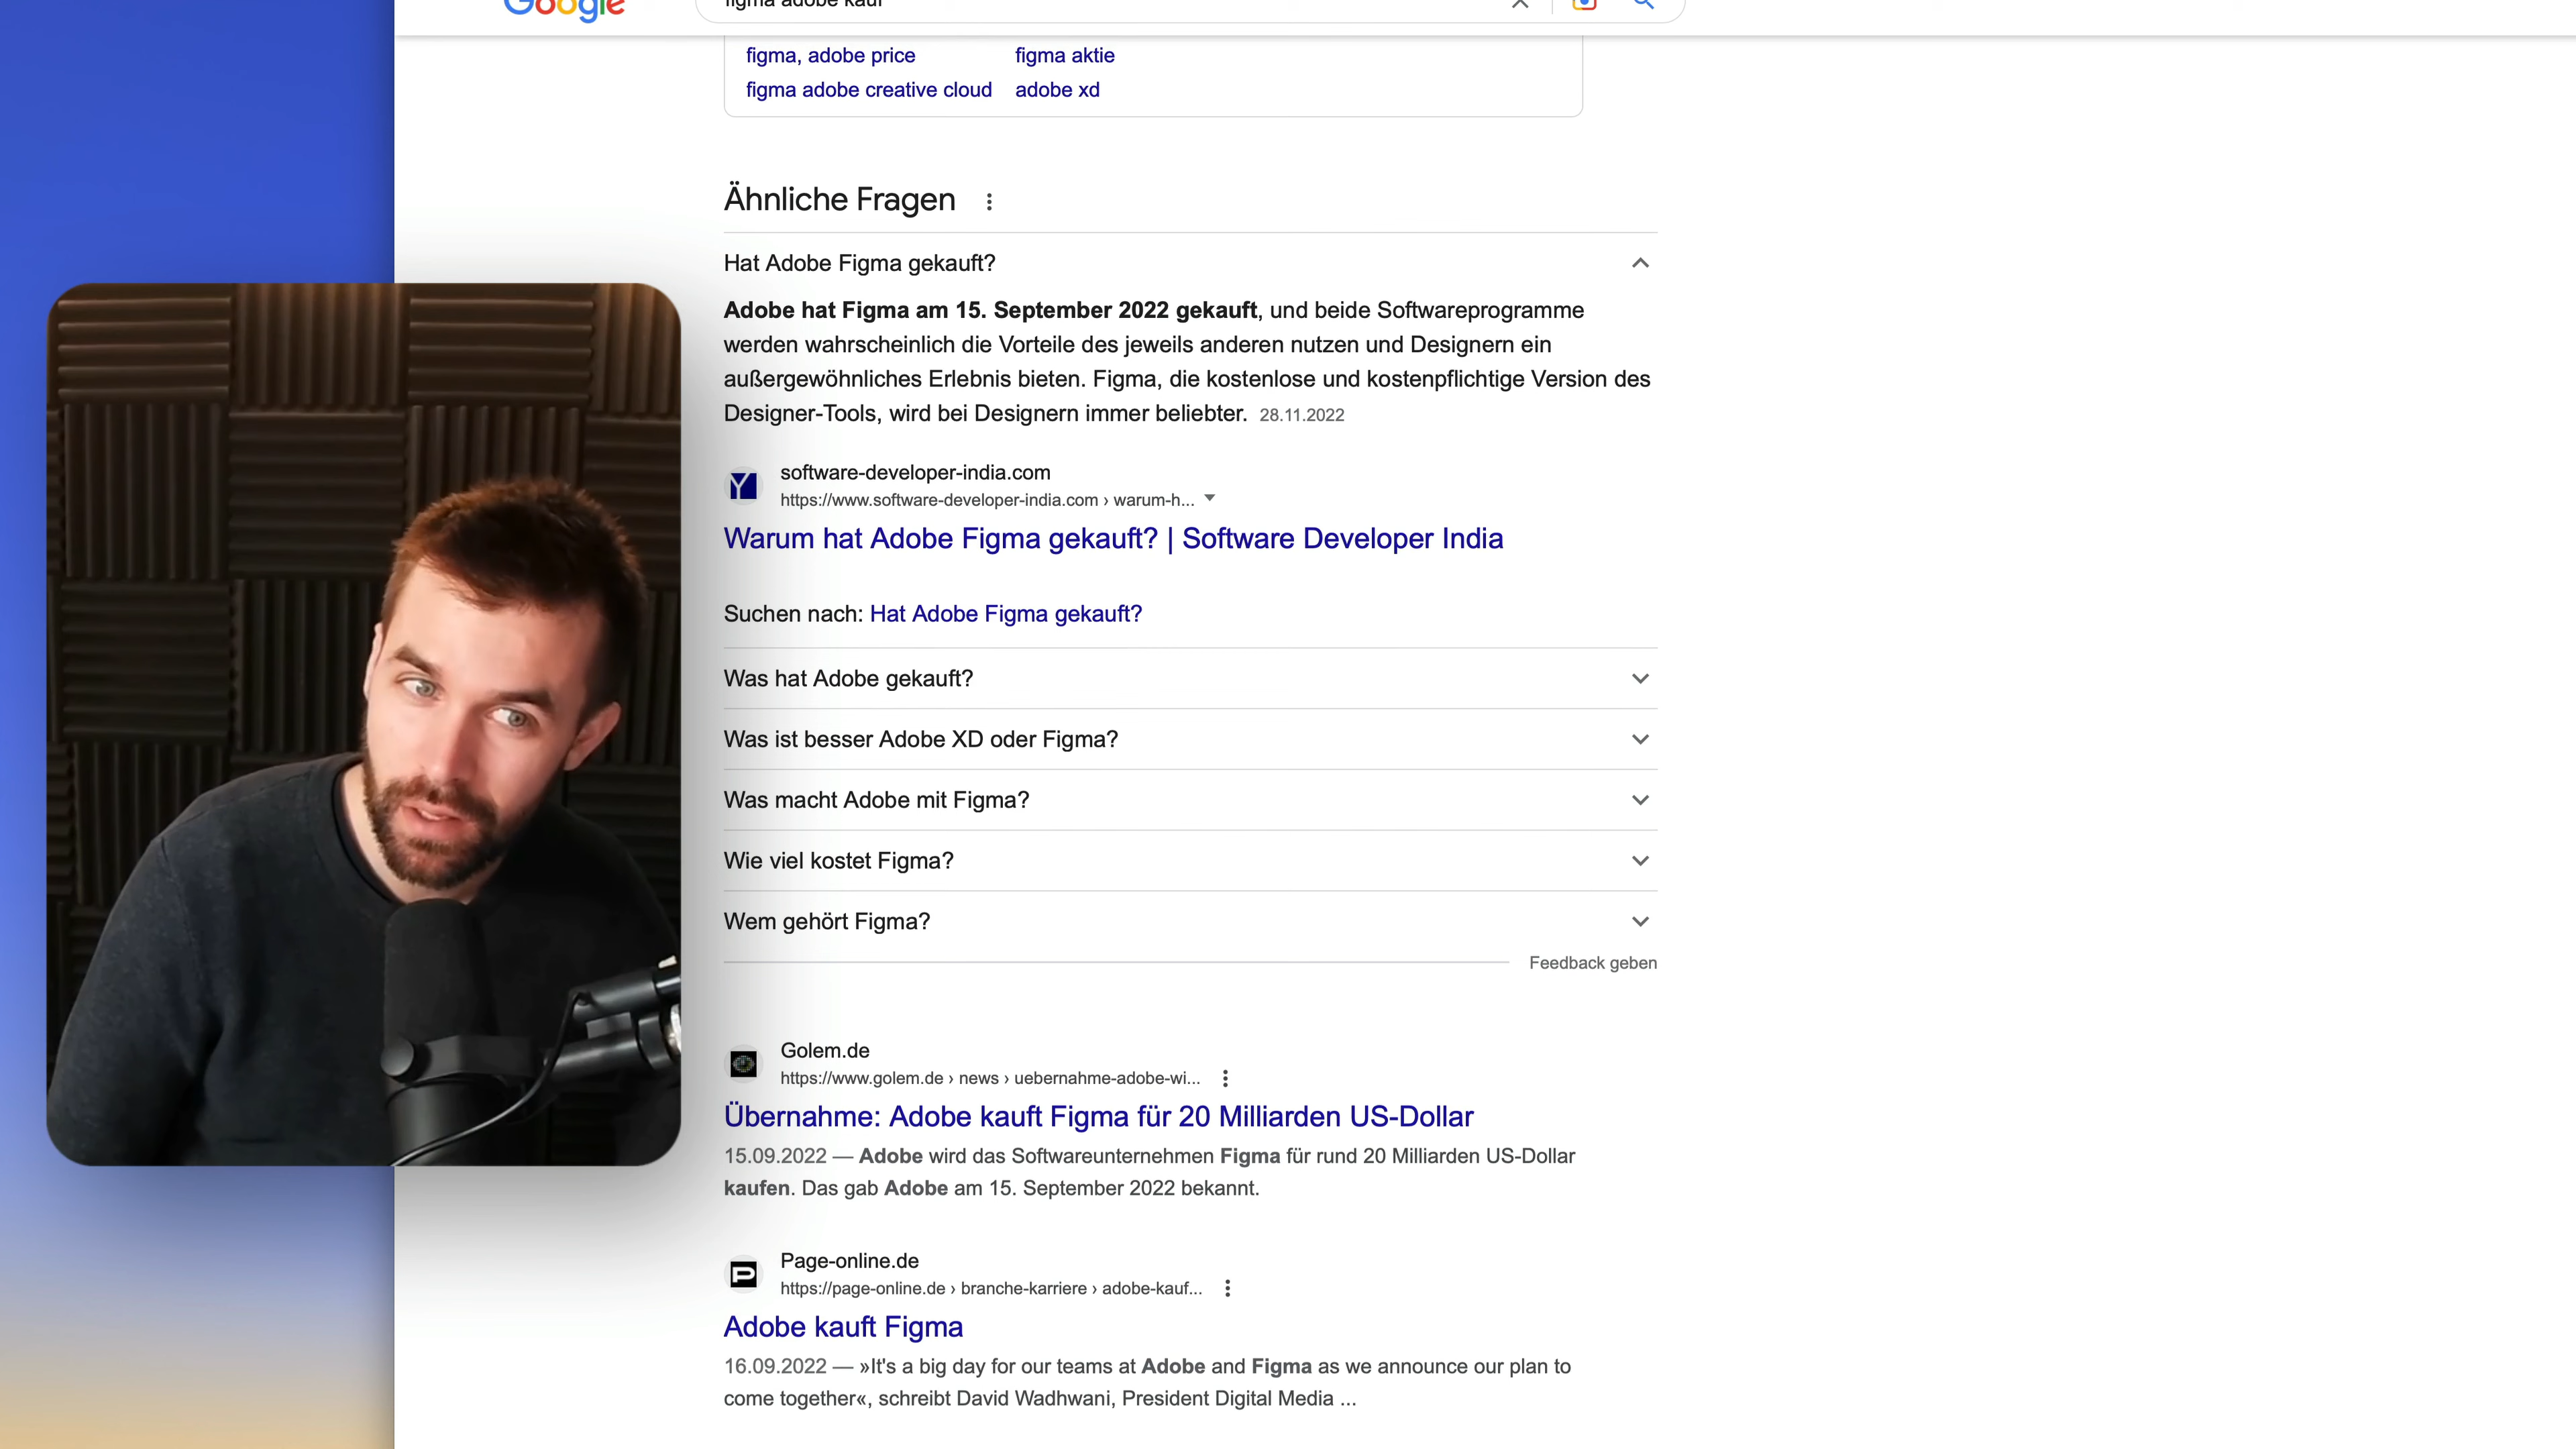 Google
figma adobe kauf
figma, adobe price
figma aktie
figma adobe creative cloud
adobe xd
Ähnliche Fragen
Hat Adobe Figma gekauft?
Adobe hat Figma am 15. September 2022 gekauft, und beide Softwareprogramme
werden wahrscheinlich die Vorteile des jeweils anderen nutzen und Designern ein
außergewöhnliches Erlebnis bieten. Figma, die kostenlose und kostenpflichtige Version des
Designer-Tools, wird bei Designern immer beliebter. 28.11.2022
software-developer-india.com
https://www.software-developer-india.com › warum-h...
Warum hat Adobe Figma gekauft? | Software Developer India
Suchen nach: Hat Adobe Figma gekauft?
Was hat Adobe gekauft?
Was ist besser Adobe XD oder Figma?
Was macht Adobe mit Figma?
Wie viel kostet Figma?
Wem gehört Figma?
Feedback geben
Golem.de
https://www.golem.de › news › uebernahme-adobe-wi...
Übernahme: Adobe kauft Figma für 20 Milliarden US-Dollar
15.09.2022 — Adobe wird das Softwareunternehmen Figma für rund 20 Milliarden US-Dollar
kaufen. Das gab Adobe am 15. September 2022 bekannt.
Page-online.de
https://page-online.de › branche-karriere › adobe-kauf...
Adobe kauft Figma
16.09.2022 — »It's a big day for our teams at Adobe and Figma as we announce our plan to
come together«, schreibt David Wadhwani, President Digital Media ...